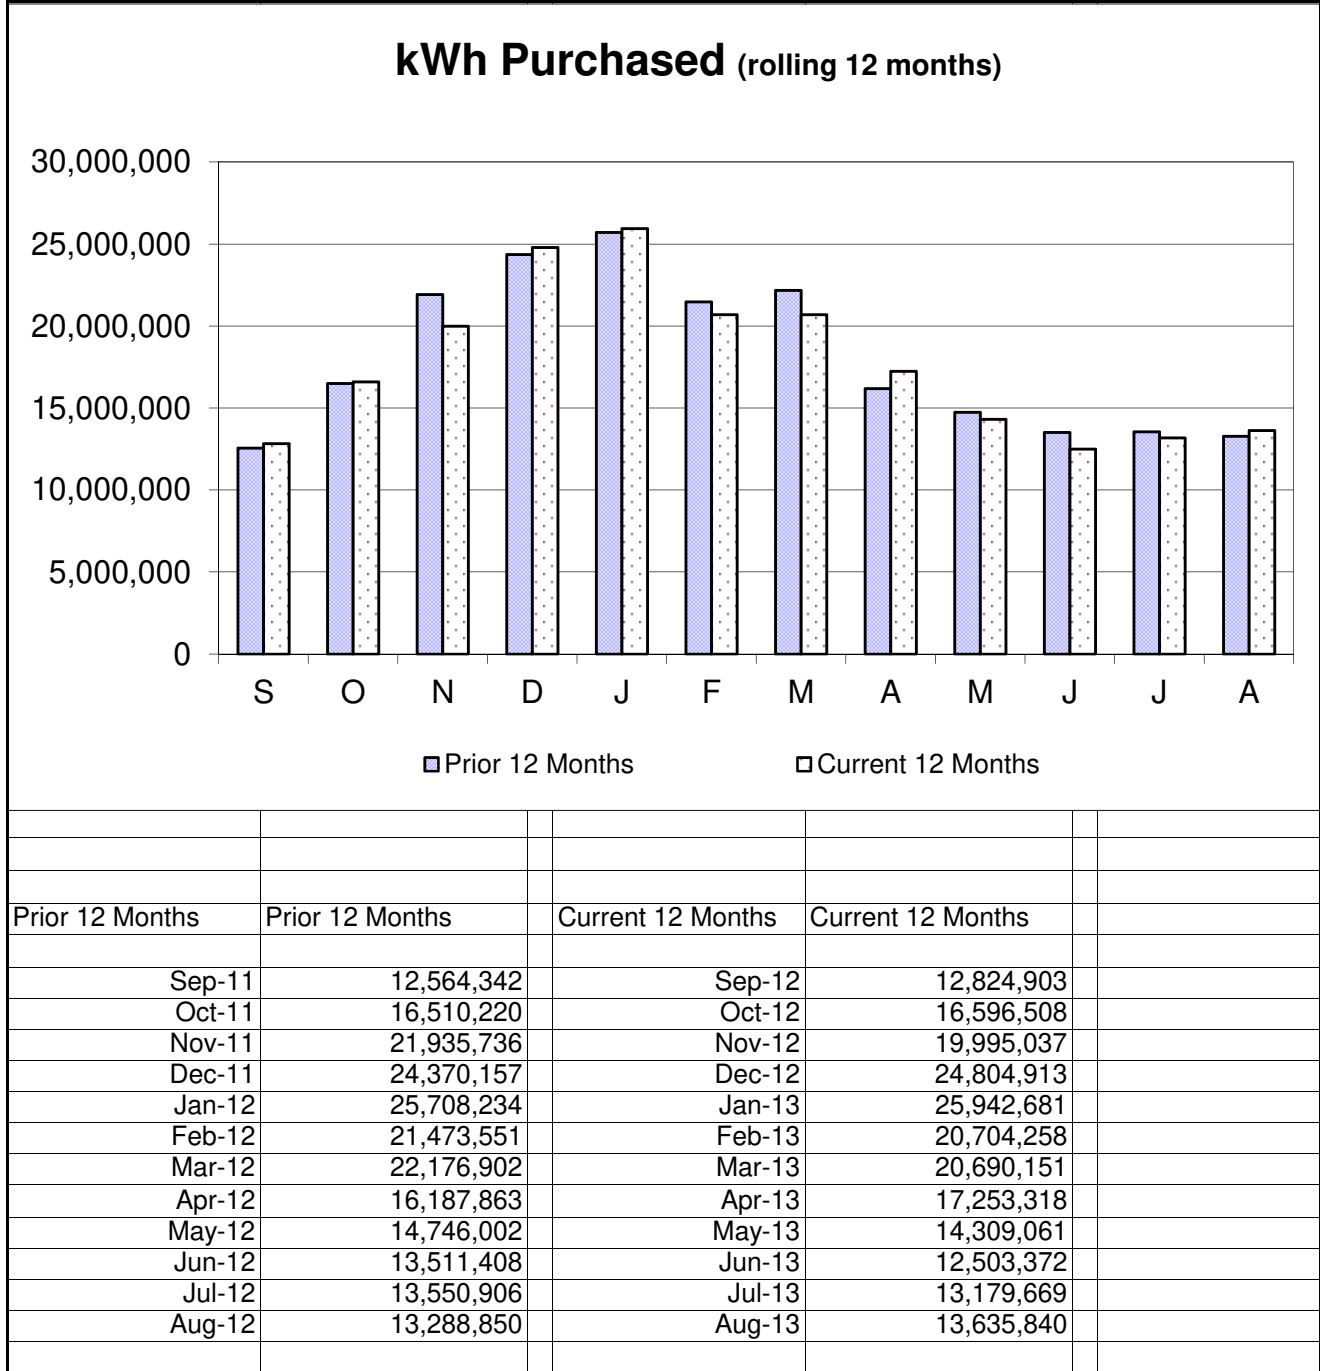 kWh Purchased (rolling 12 months)
30,000,000
25,000,000
20,000,000
15,000,000
10,000,000
5,000,000
0
S O N D J F M A M J J A
Prior 12 Months Current 12 Months
Prior 12 Months Prior 12 Months Current 12 Months Current 12 Months
Sep-11 12,564,342 Sep-12 12,824,903
Oct-11 16,510,220 Oct-12 16,596,508
Nov-11 21,935,736 Nov-12 19,995,037
Dec-11 24,370,157 Dec-12 24,804,913
Jan-12 25,708,234 Jan-13 25,942,681
Feb-12 21,473,551 Feb-13 20,704,258
Mar-12 22,176,902 Mar-13 20,690,151
Apr-12 16,187,863 Apr-13 17,253,318
May-12 14,746,002 May-13 14,309,061
Jun-12 13,511,408 Jun-13 12,503,372
Jul-12 13,550,906 Jul-13 13,179,669
Aug-12 13,288,850 Aug-13 13,635,840